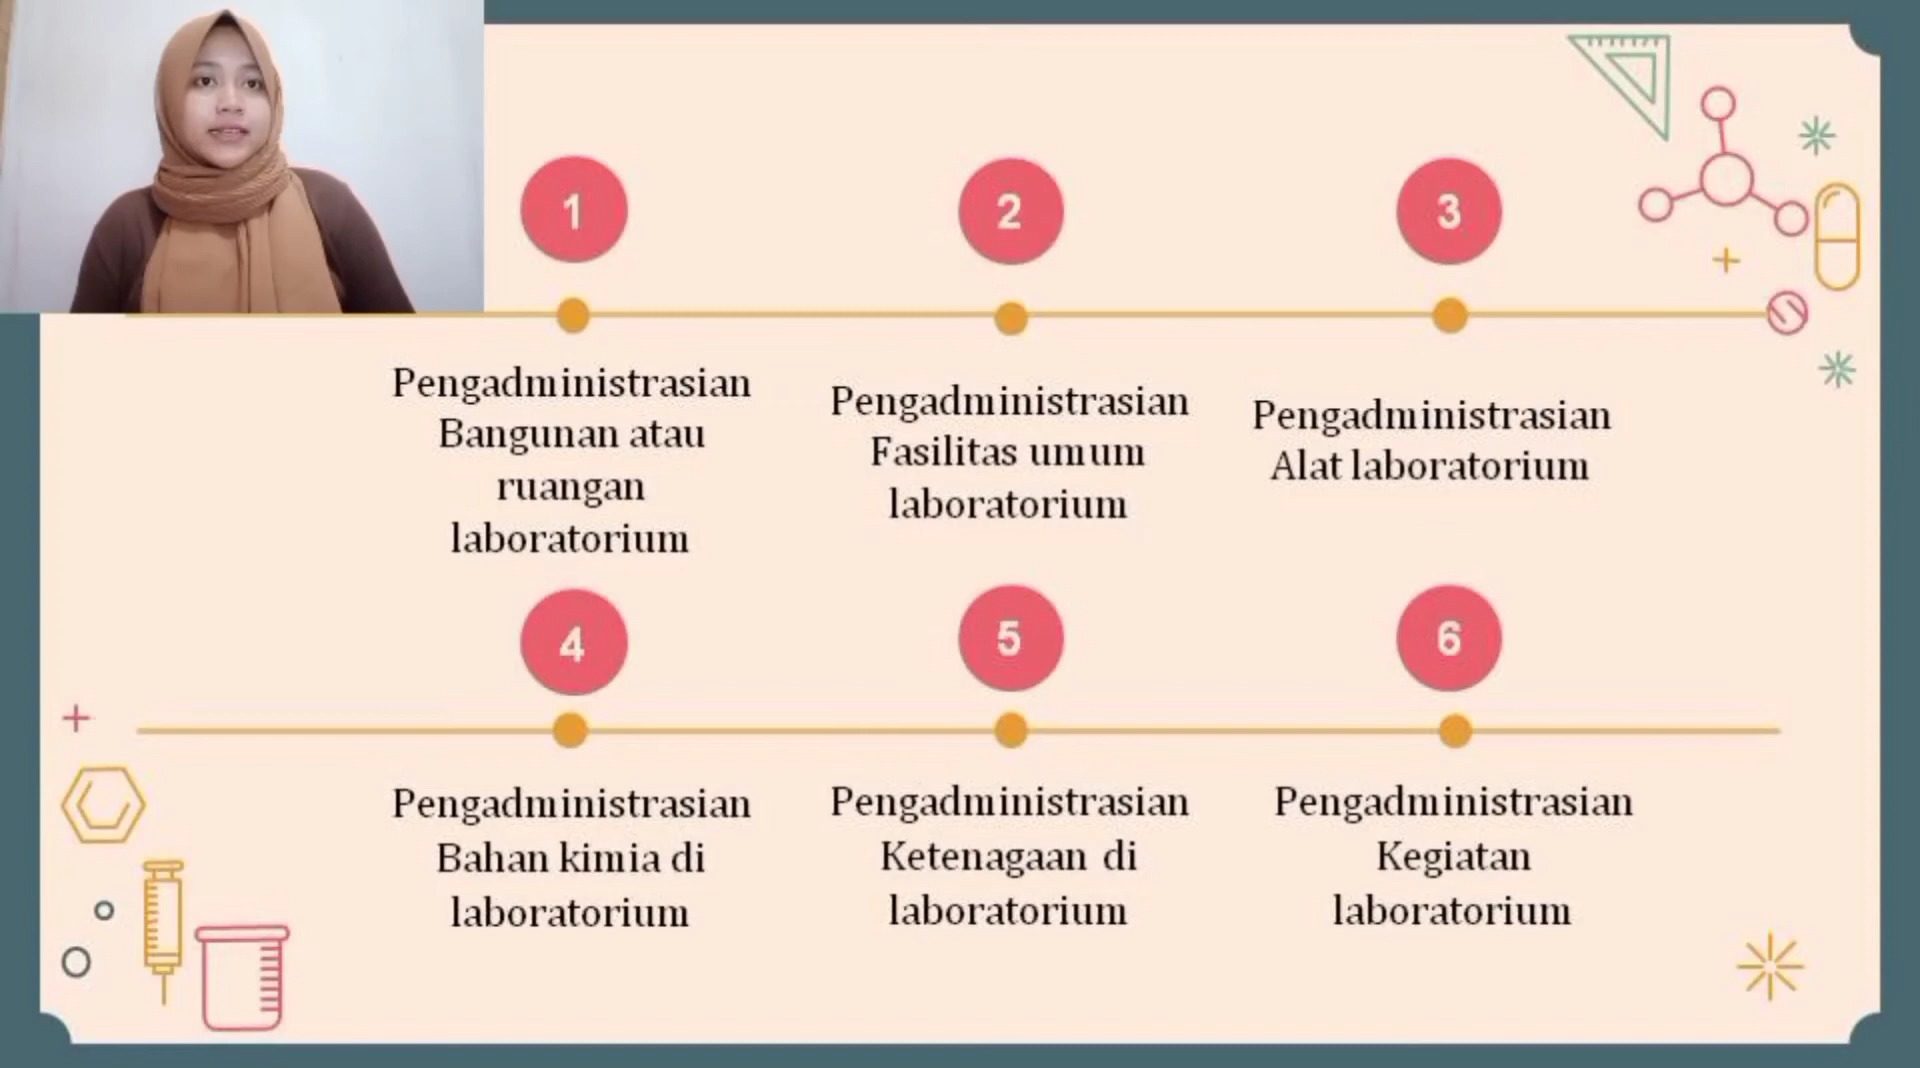 1
Pengadministrasian
Bangunan atau
ruangan
laboratorium
2
Pengadministrasian
Fasilitas umum
laboratorium
3
Pengadministrasian
Alat laboratorium
4
Pengadministrasian
Bahan kimia di
laboratorium
5
Pengadministrasian
Ketenagaan di
laboratorium
6
Pengadministrasian
Kegiatan
laboratorium